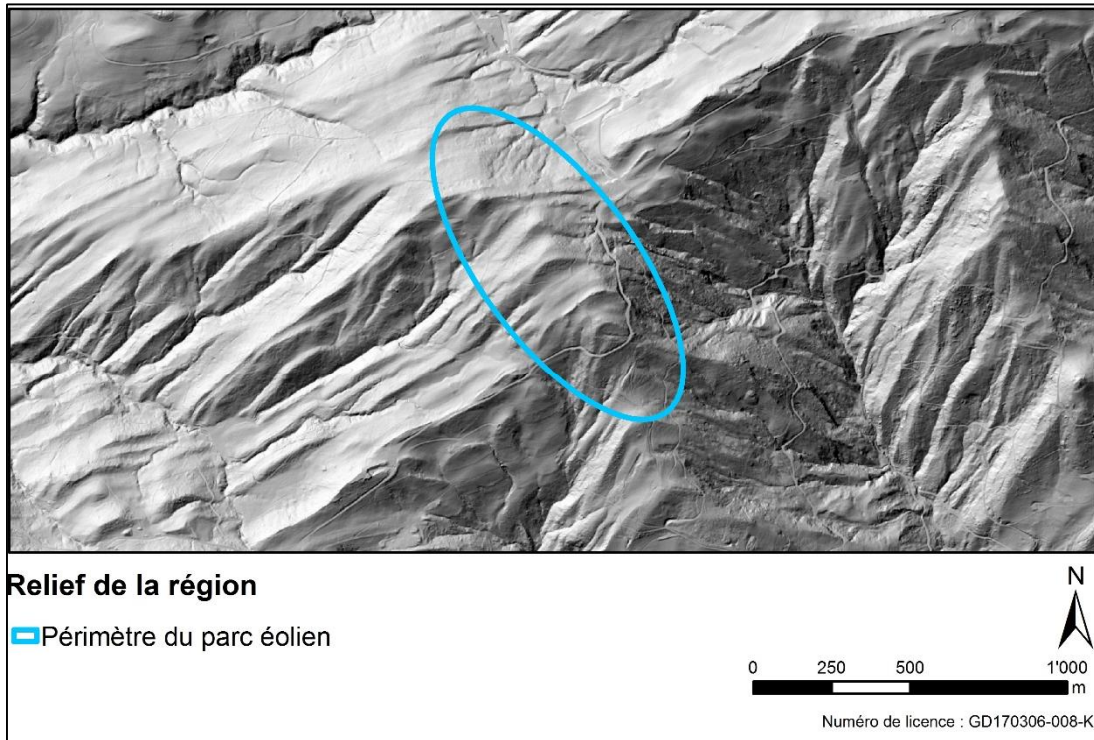 Relief de la région
Périmètre du parc éolien
N
0 250 500 1'000
m
Numéro de licence : GD170306-008-K